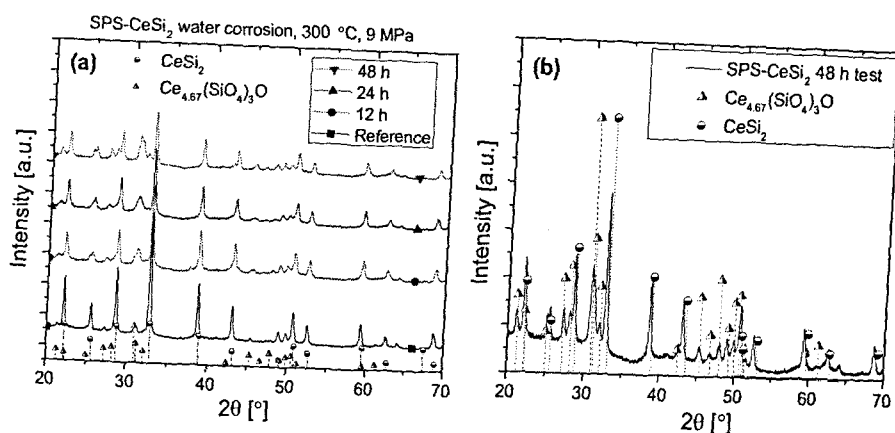 SPS-CeSi2 water corrosion, 300 °C, 9 MPa
(a)
CeSi2
Ce4.67(SiO4)3O
48 h
24 h
12 h
Reference
Intensity [a.u.]
20 30 40 50 60 70
2θ [°]
(b)
SPS-CeSi2 48 h test
Ce4.67(SiO4)3O
CeSi2
Intensity [a.u.]
20 30 40 50 60 70
2θ [°]